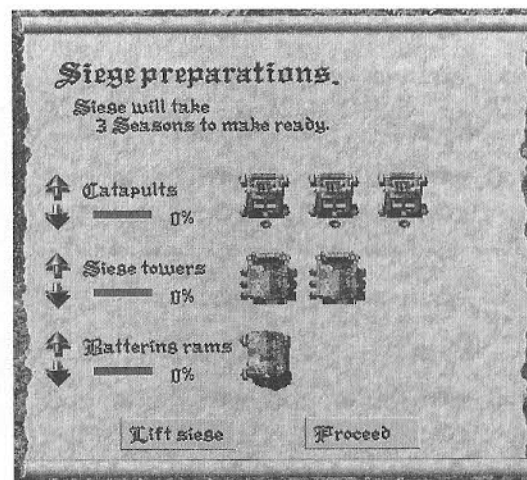 Siege preparations.
Siege will take
3 Seasons to make ready.
Catapults
0%
Siege towers
0%
Battering rams
0%
Lift siege Proceed